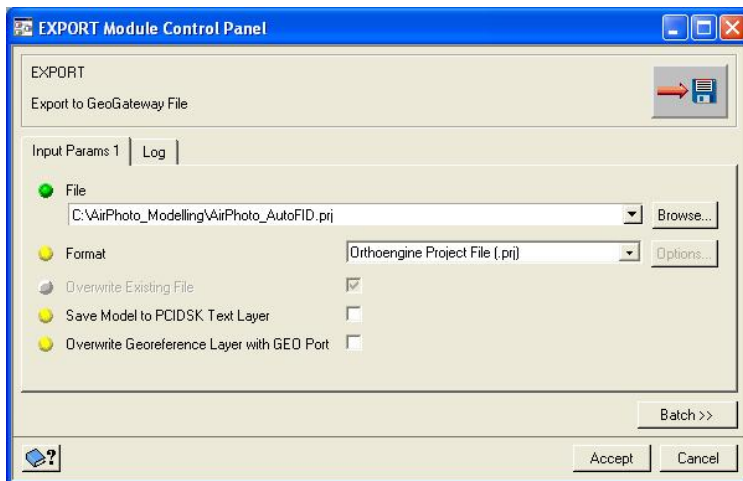 EXPORT Module Control Panel
EXPORT
Export to GeoGateway File
Input Params 1 Log
File
C:\AirPhoto_Modelling\AirPhoto_AutoFID.prj Browse...
Format Orthoengine Project File (.prj) Options...
Overwrite Existing File
Save Model to PCIDSK Text Layer
Overwrite Georeference Layer with GEO Port
Batch >>
? Accept Cancel